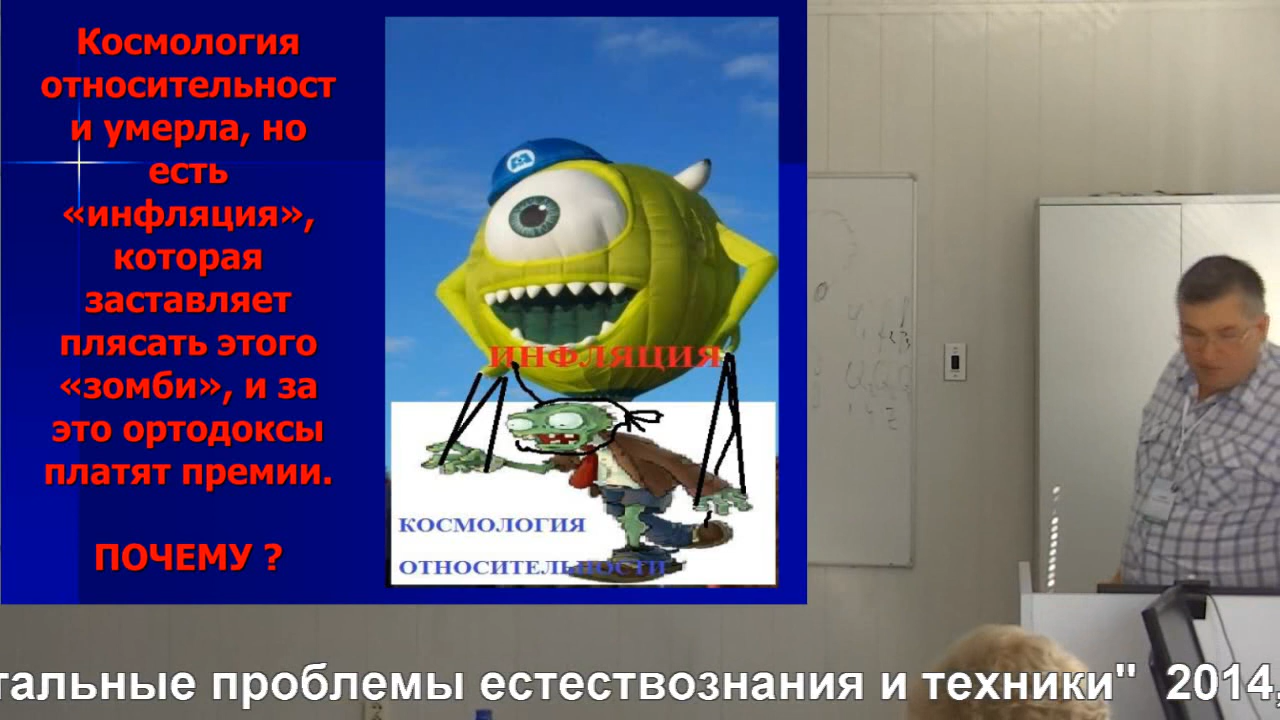 Космология
относительност
и умерла, но
есть
«инфляция»,
которая
заставляет
плясать этого
«зомби», и за
это ортодоксы
платят премии.
ПОЧЕМУ ?
ИНФЛЯЦИЯ
КОСМОЛОГИЯ
ОТНОСИТЕЛЬНОСТИ
тальные проблемы естествознания и техники" 2014,